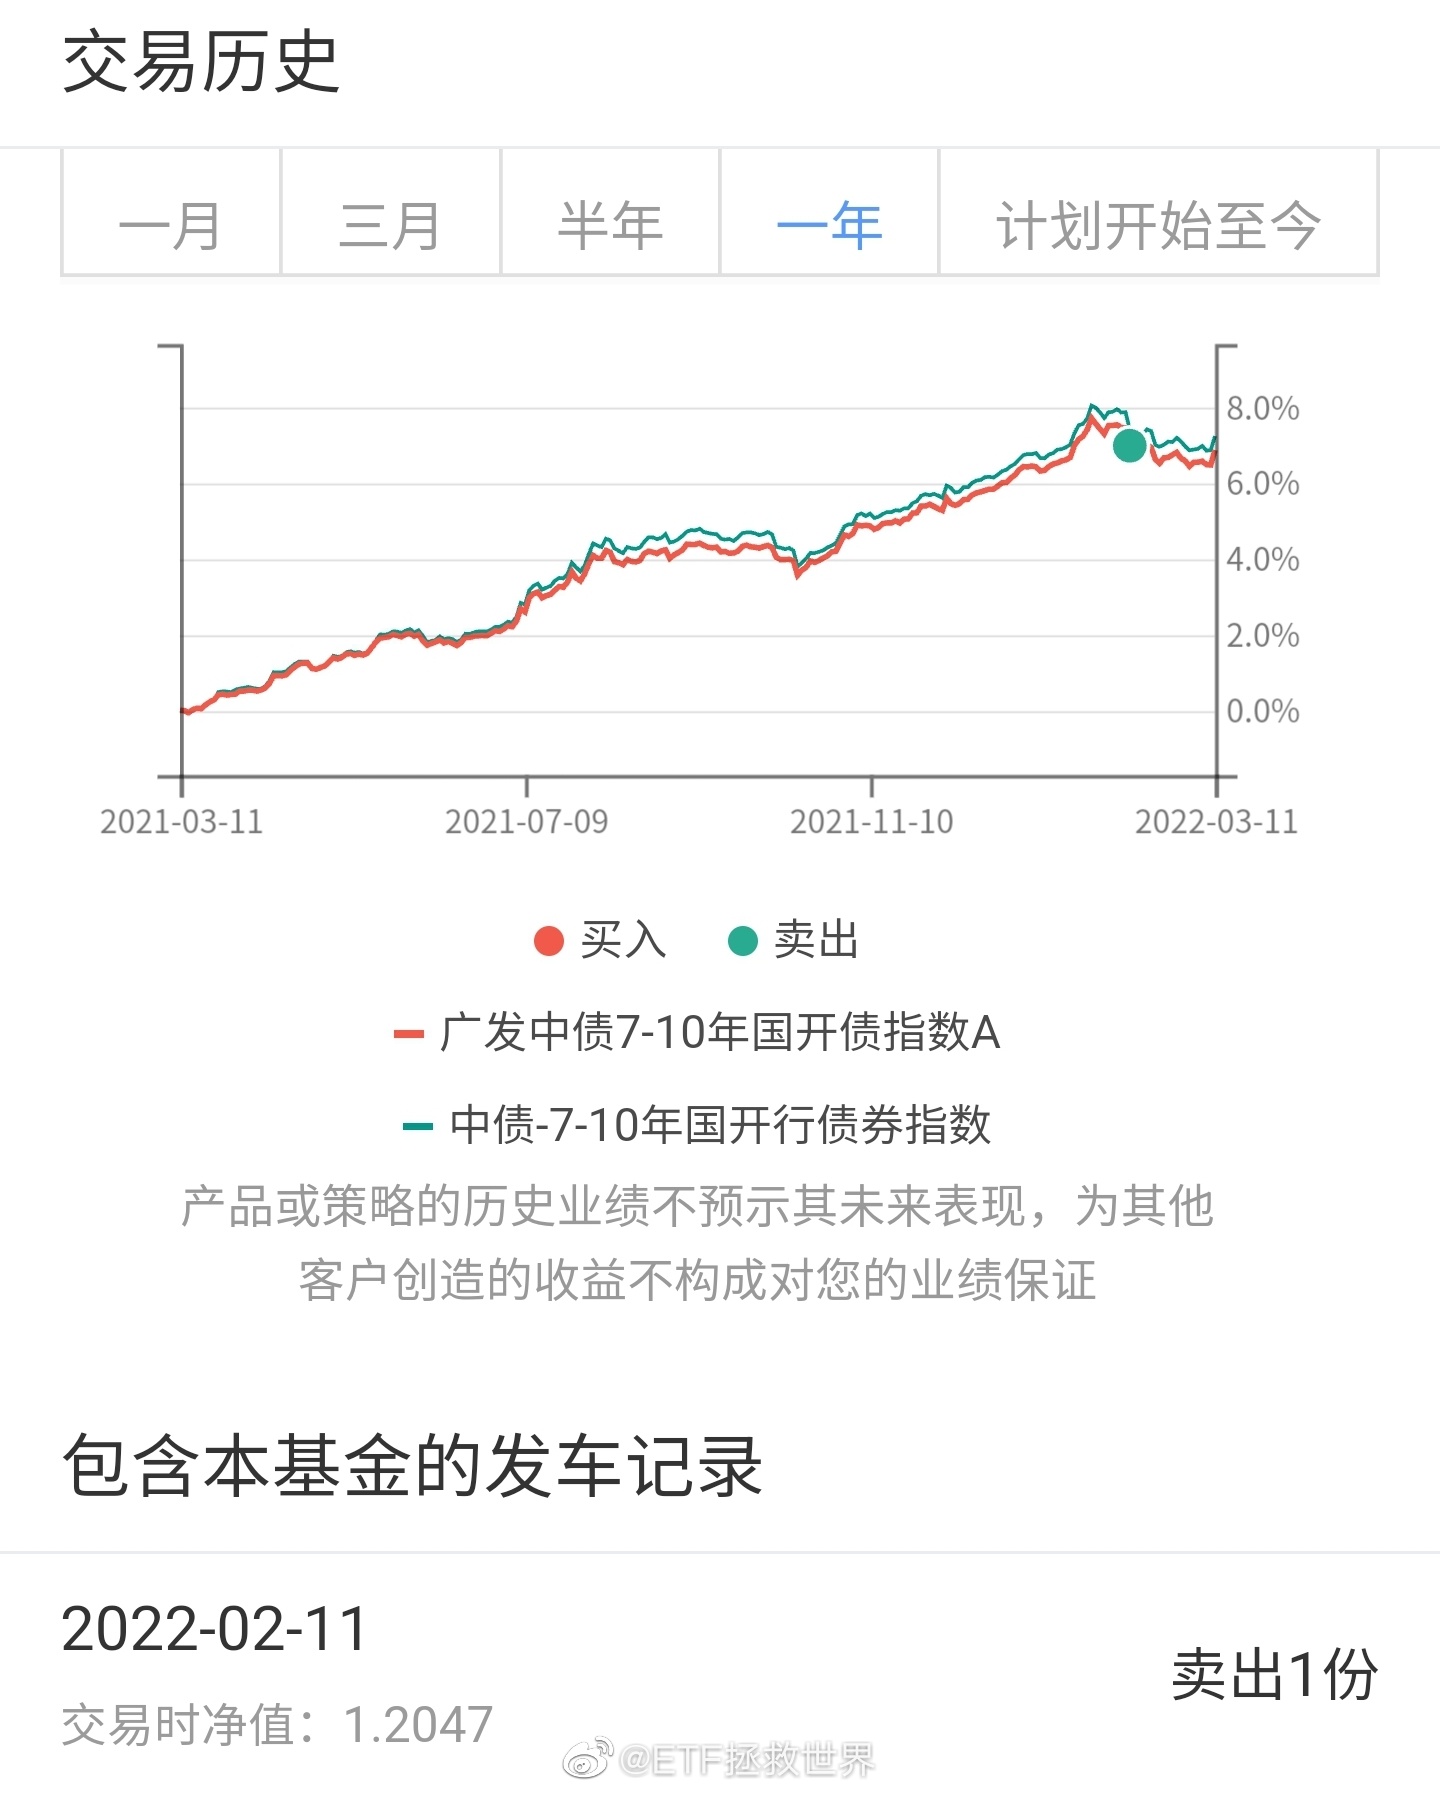 交易历史
一月 三月 半年 一年 计划开始至今
8.0%
6.0%
4.0%
2.0%
0.0%
2021-03-11 2021-07-09 2021-11-10 2022-03-11
买入 卖出
广发中债7-10年国开债指数A
中债-7-10年国开行债券指数
产品或策略的历史业绩不预示其未来表现，为其他
客户创造的收益不构成对您的业绩保证
包含本基金的发车记录
2022-02-11
卖出1份
交易时净值：1.2047
@ETF拯救世界